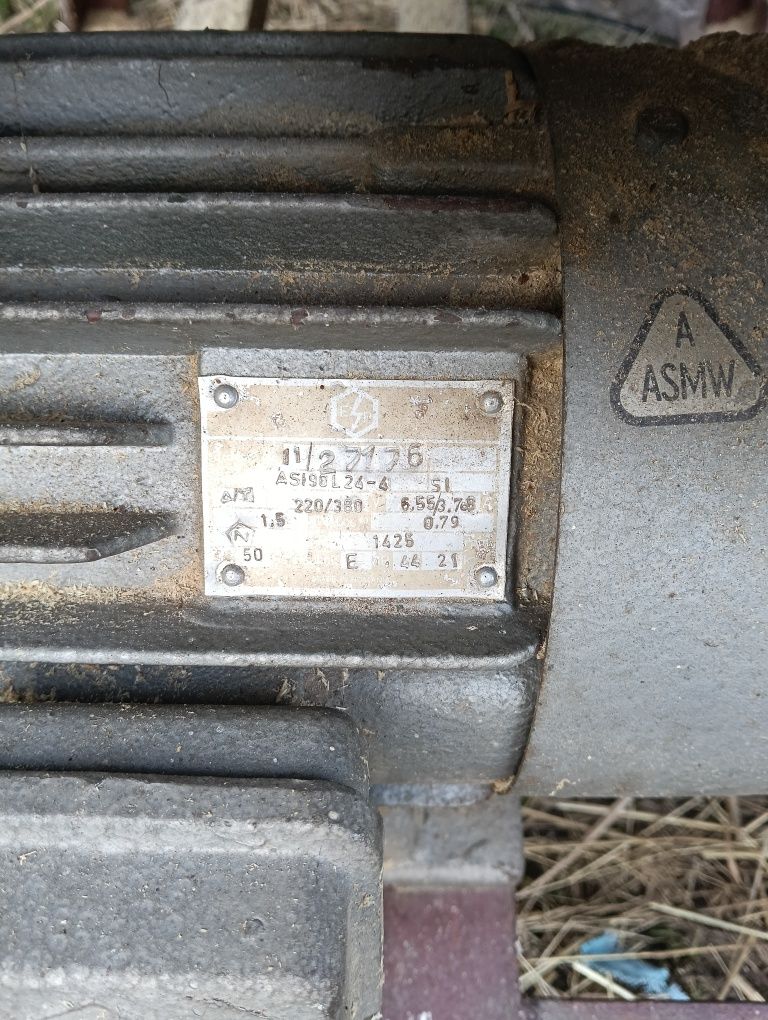 11/27176
ASI90L24-4 SI
Δ/Y 220/380 6,55/3,78
1,5 0,79
N 1425
50 E 44 21
A
ASMW